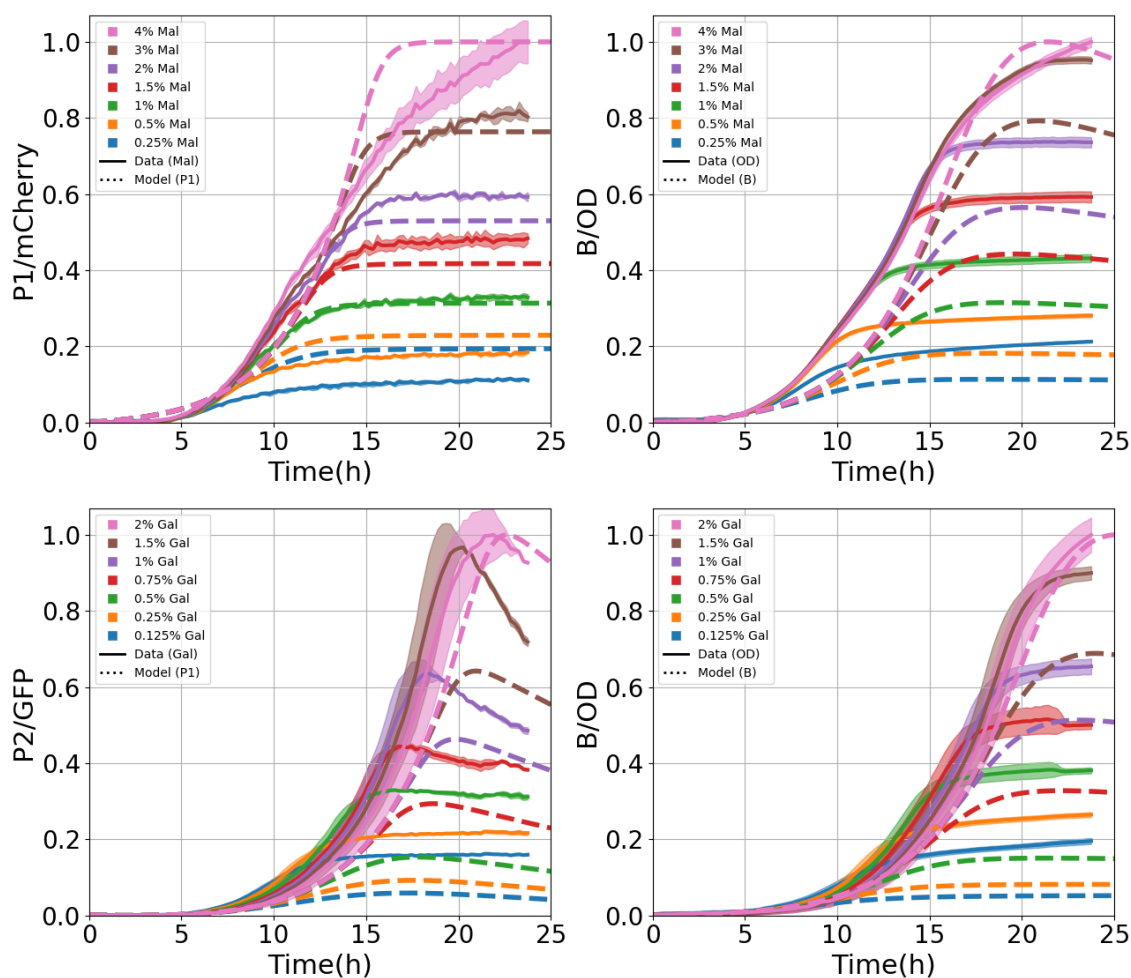 4% Mal
3% Mal
2% Mal
1.5% Mal
1% Mal
0.5% Mal
0.25% Mal
Data (Mal)
Model (P1)
P1/mCherry
1.0
0.8
0.6
0.4
0.2
0.0
0 5 10 15 20 25
Time(h)
4% Mal
3% Mal
2% Mal
1.5% Mal
1% Mal
0.5% Mal
0.25% Mal
Data (OD)
Model (B)
B/OD
1.0
0.8
0.6
0.4
0.2
0.0
0 5 10 15 20 25
Time(h)
2% Gal
1.5% Gal
1% Gal
0.75% Gal
0.5% Gal
0.25% Gal
0.125% Gal
Data (Gal)
Model (P1)
P2/GFP
1.0
0.8
0.6
0.4
0.2
0.0
0 5 10 15 20 25
Time(h)
2% Gal
1.5% Gal
1% Gal
0.75% Gal
0.5% Gal
0.25% Gal
0.125% Gal
Data (OD)
Model (B)
B/OD
1.0
0.8
0.6
0.4
0.2
0.0
0 5 10 15 20 25
Time(h)